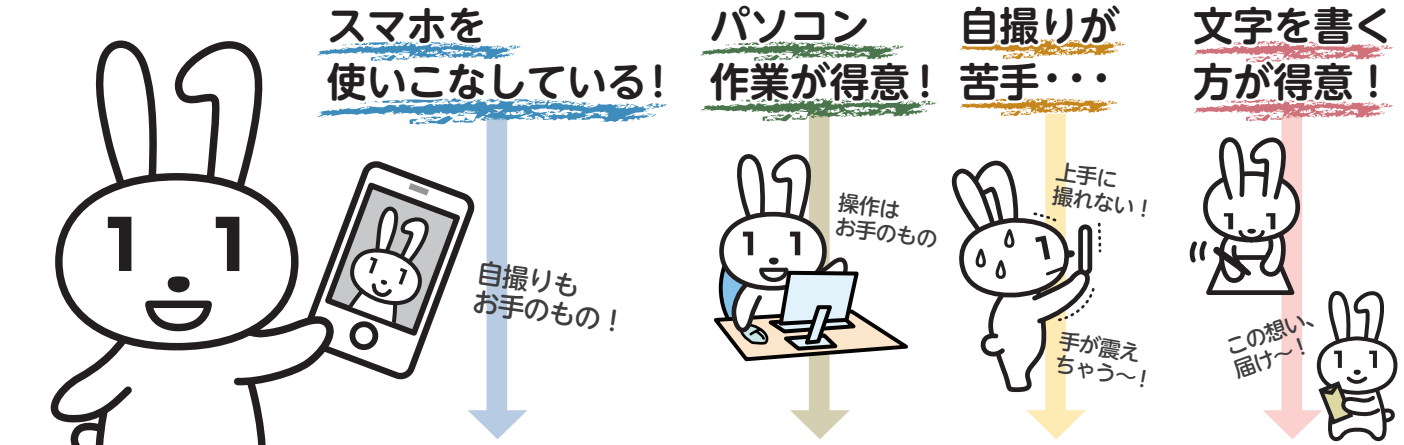 スマホを
使いこなしている！
自撮りも
お手のもの！
パソコン
作業が得意！
操作は
お手のもの
自撮りが
苦手・・・
上手に
撮れない！
手が震え
ちゃう～！
文字を書く
方が得意！
この想い、
届け～！